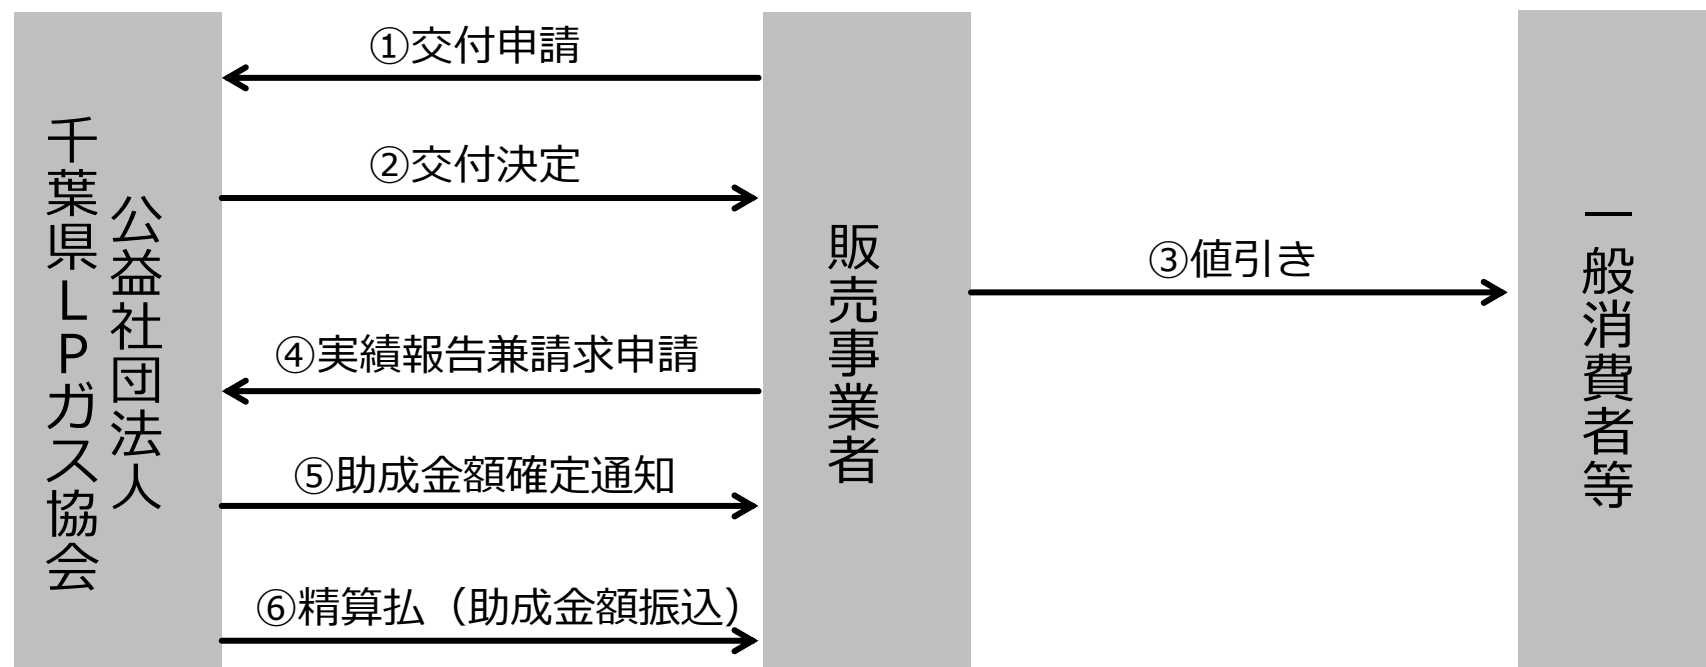 公益社団法人
千葉県LPガス協会
①交付申請
②交付決定
販売事業者
③値引き
一般消費者等
④実績報告兼請求申請
⑤助成金額確定通知
⑥精算払（助成金額振込）